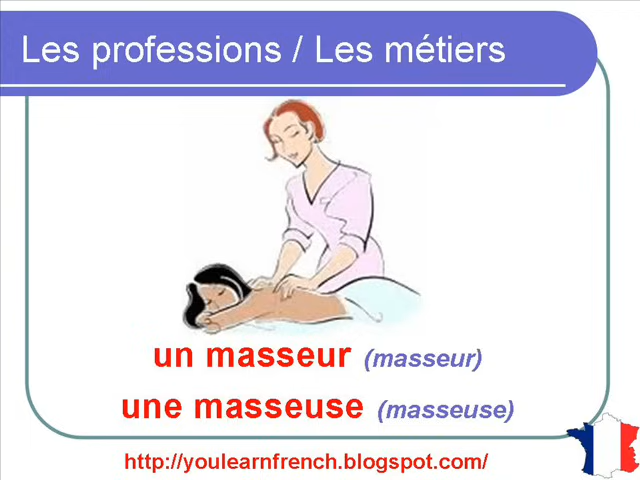 Les professions / Les métiers
un masseur (masseur)
une masseuse (masseuse)
http://youlearnfrench.blogspot.com/